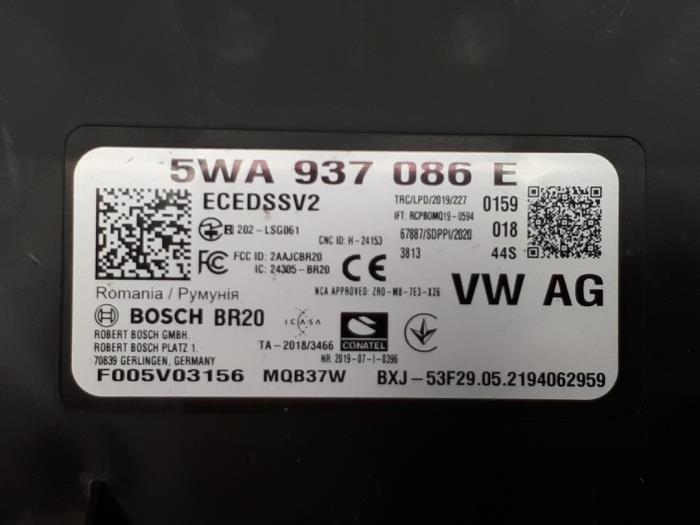 5WA 937 086 E
ECEDSSV2
R 202-LSG061
TRC/LPD/2019/227
0159
IFT: RCPBOMQ19-0594
CNC ID: H-24153
67887/SDPPI/2020
018
FCC ID: 2AAJCBR20
3813
44S
IC: 24305-BR20
NCA APPROVED: ZRO-M8-7E3-X26
VW AG
Romania / Румунія
BOSCH BR20
ICASA
CONATEL
ROBERT BOSCH GMBH.
ROBERT BOSCH PLATZ 1.
TA-2018/3466
70839 GERLINGEN, GERMANY
NR: 2019-07-I-0396
F005V03156 MQB37W BXJ-53F29.05.2194062959